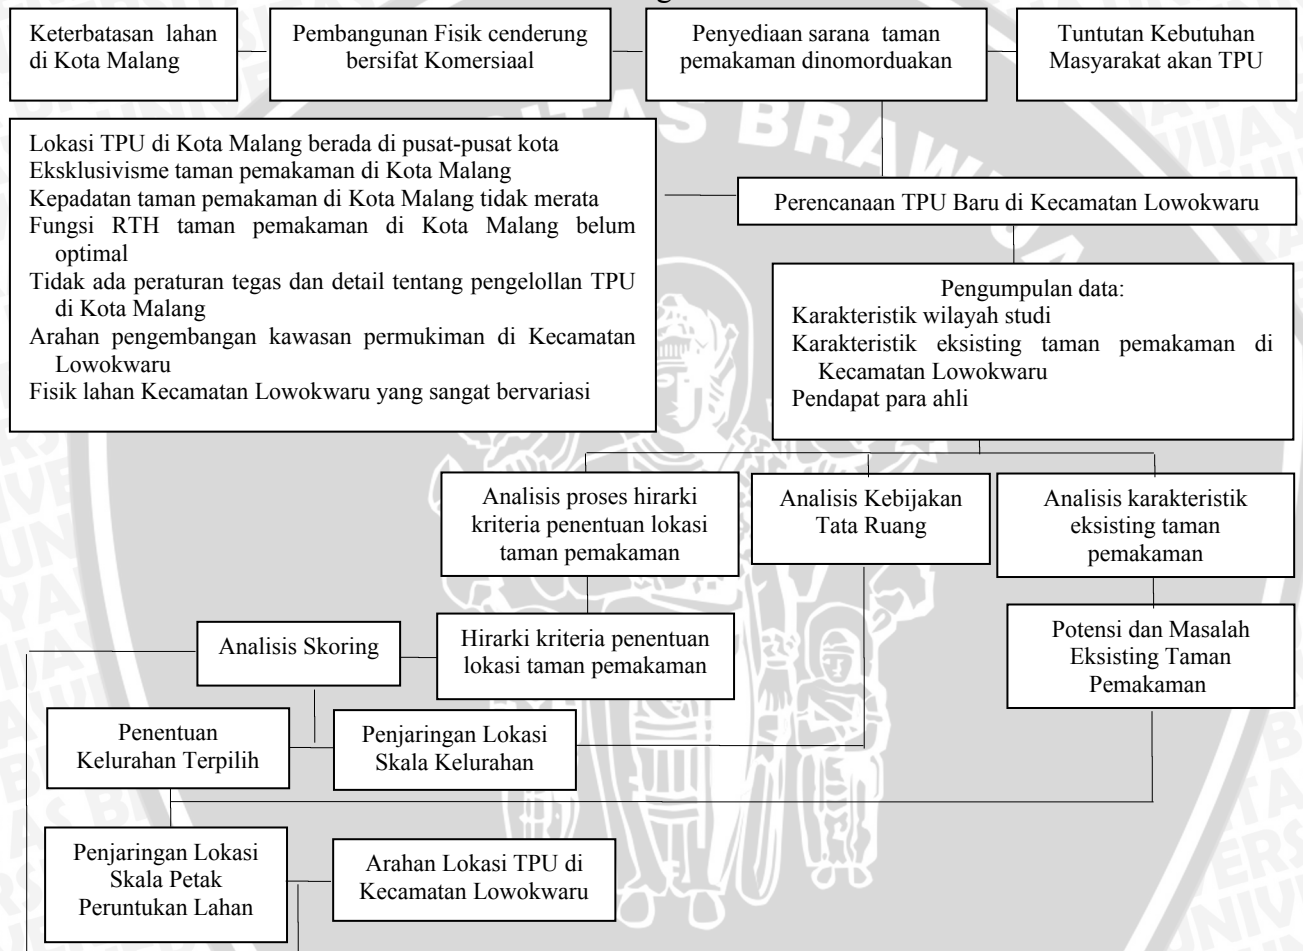 Keterbatasan lahan
di Kota Malang
Pembangunan Fisik cenderung
bersifat Komersiaal
Penyediaan sarana taman
pemakaman dinomorduakan
Tuntutan Kebutuhan
Masyarakat akan TPU
Lokasi TPU di Kota Malang berada di pusat-pusat kota
Eksklusivisme taman pemakaman di Kota Malang
Kepadatan taman pemakaman di Kota Malang tidak merata
Fungsi RTH taman pemakaman di Kota Malang belum
optimal
Tidak ada peraturan tegas dan detail tentang pengelollan TPU
di Kota Malang
Arahan pengembangan kawasan permukiman di Kecamatan
Lowokwaru
Fisik lahan Kecamatan Lowokwaru yang sangat bervariasi
Perencanaan TPU Baru di Kecamatan Lowokwaru
Pengumpulan data:
Karakteristik wilayah studi
Karakteristik eksisting taman pemakaman di
Kecamatan Lowokwaru
Pendapat para ahli
Analisis proses hirarki
kriteria penentuan lokasi
taman pemakaman
Analisis Kebijakan
Tata Ruang
Analisis karakteristik
eksisting taman
pemakaman
Analisis Skoring
Hirarki kriteria penentuan
lokasi taman pemakaman
Potensi dan Masalah
Eksisting Taman
Pemakaman
Penentuan
Kelurahan Terpilih
Penjaringan Lokasi
Skala Kelurahan
Penjaringan Lokasi
Skala Petak
Peruntukan Lahan
Arahan Lokasi TPU di
Kecamatan Lowokwaru